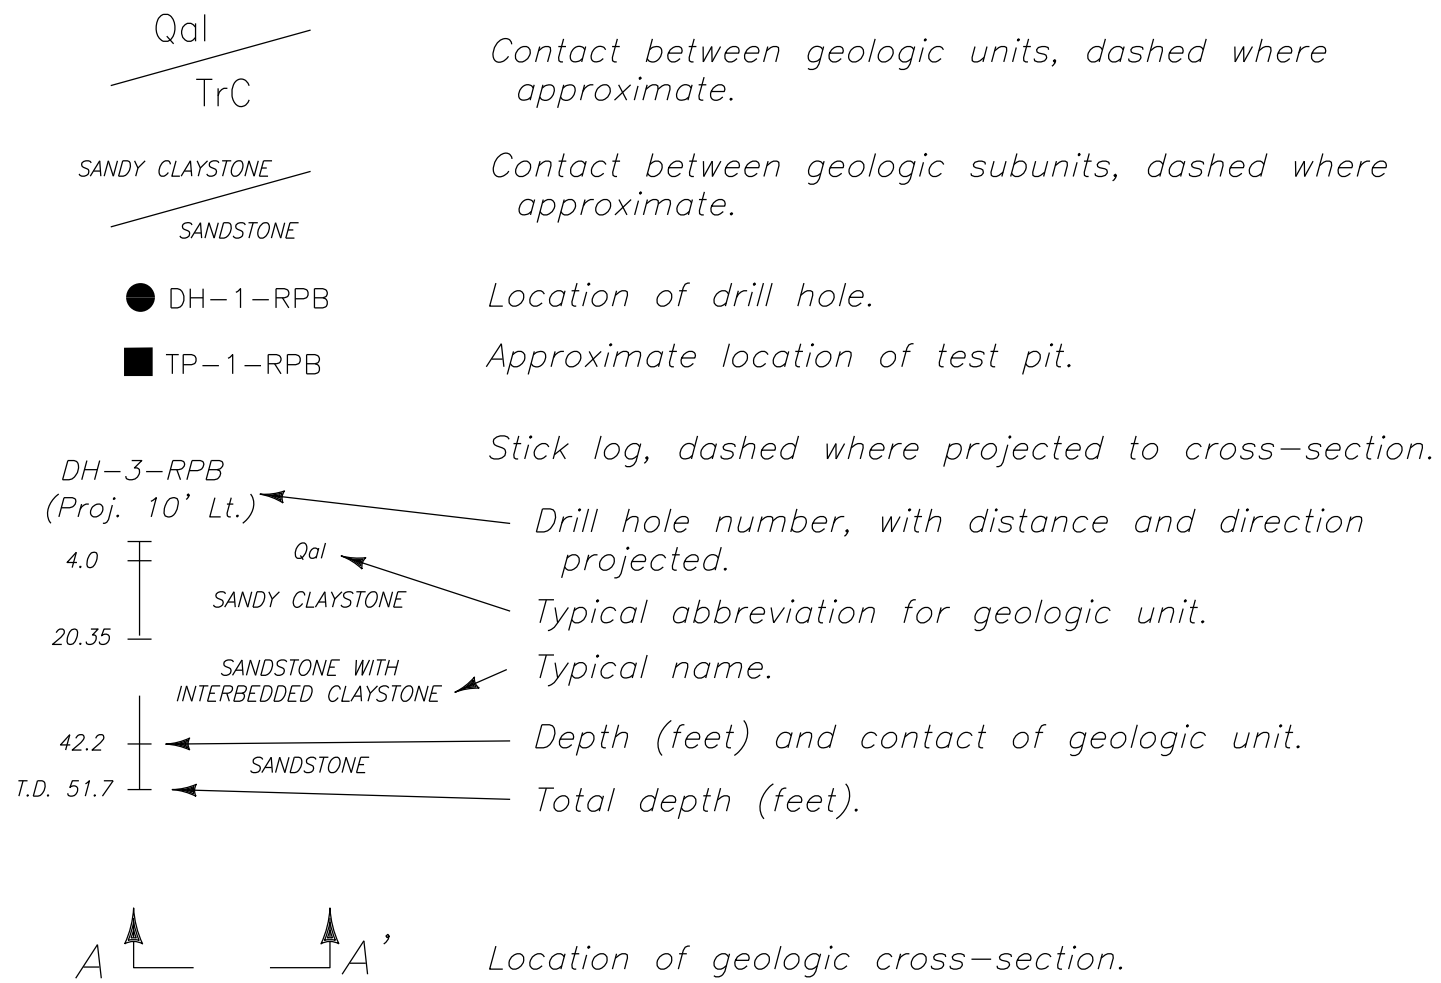 Qal
TrC
Contact between geologic units, dashed where
approximate.
SANDY CLAYSTONE
SANDSTONE
Contact between geologic subunits, dashed where
approximate.
DH-1-RPB
Location of drill hole.
TP-1-RPB
Approximate location of test pit.
Stick log, dashed where projected to cross-section.
DH-3-RPB
(Proj. 10' Lt.)
Drill hole number, with distance and direction
projected.
4.0
Qal
Typical abbreviation for geologic unit.
SANDY CLAYSTONE
20.35
SANDSTONE WITH
INTERBEDDED CLAYSTONE
Typical name.
42.2
Depth (feet) and contact of geologic unit.
SANDSTONE
T.D. 51.7
Total depth (feet).
A
A'
Location of geologic cross-section.